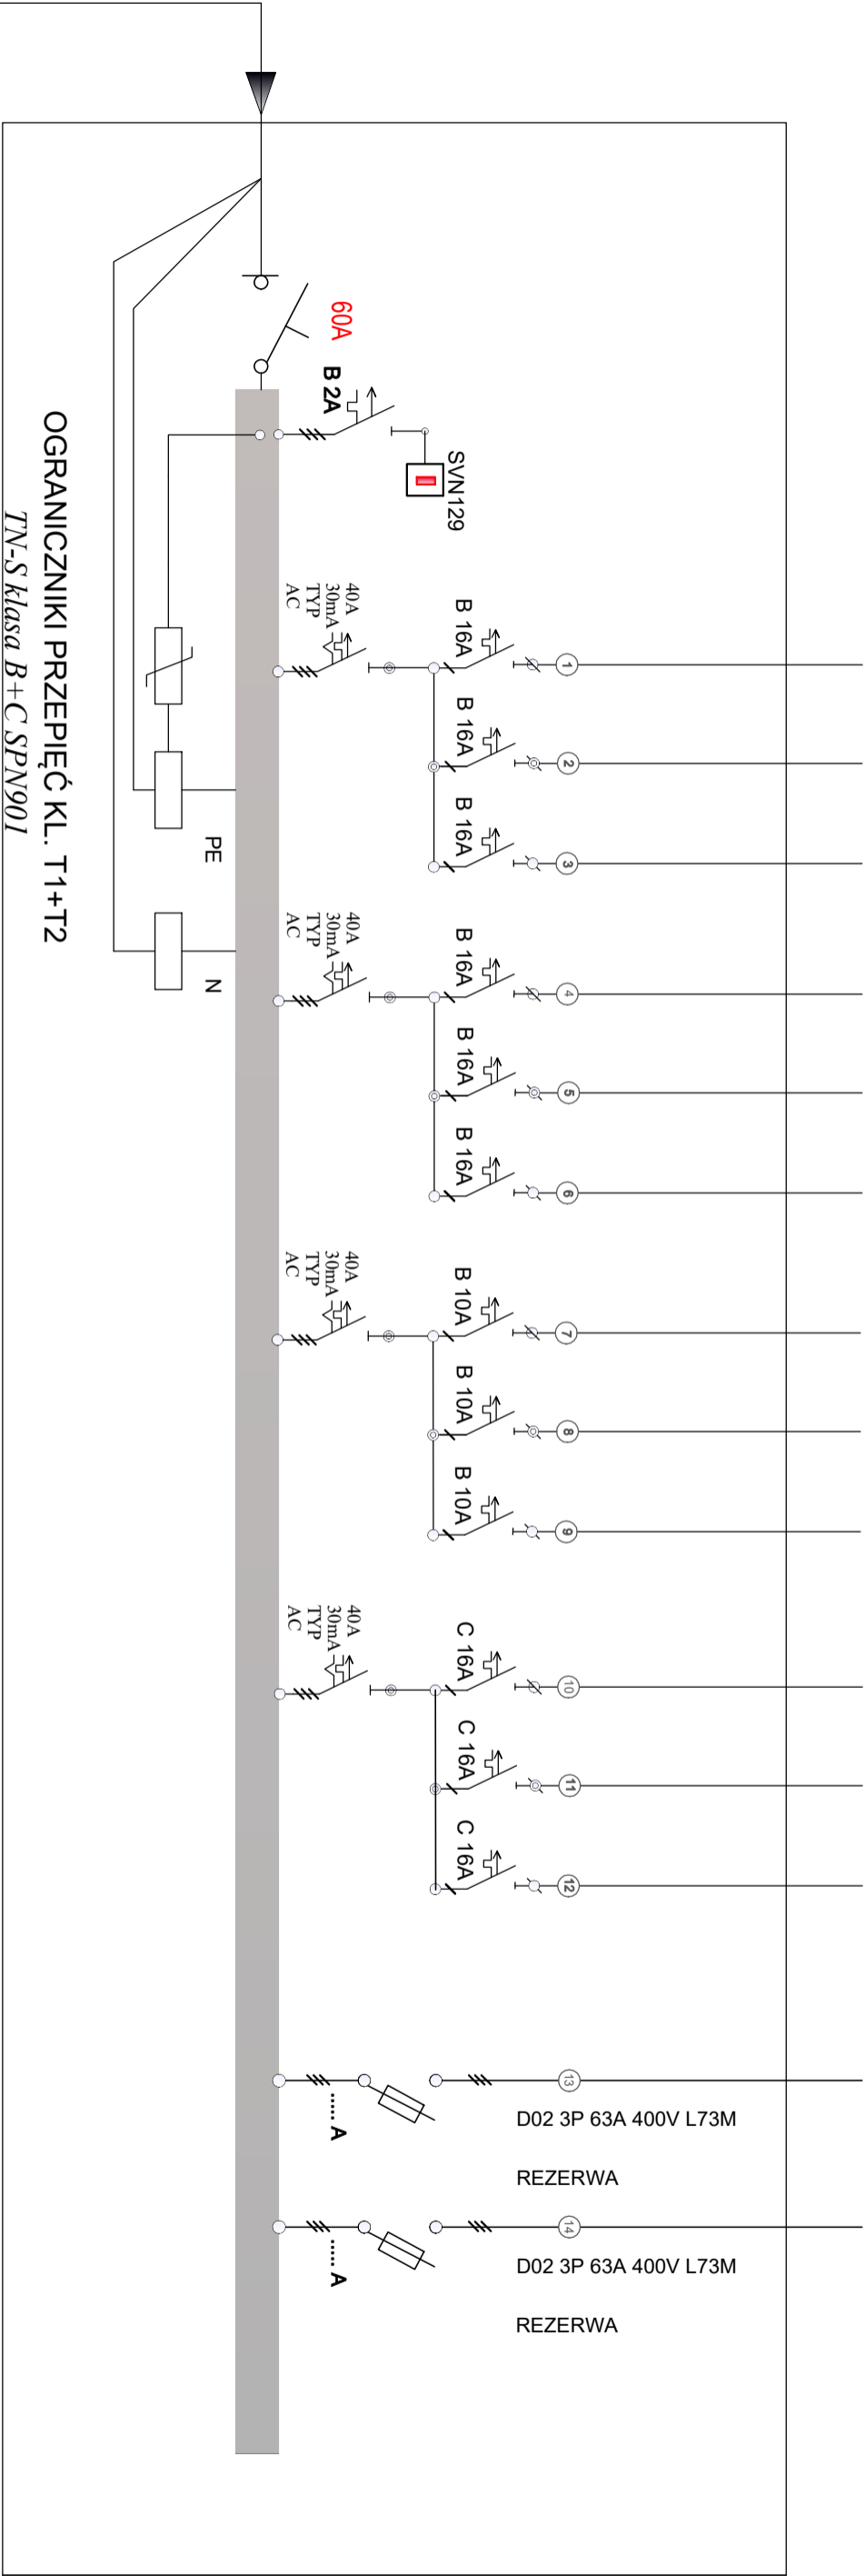 60A
B 2A
SVN129
40A
30mA
TYP
AC
B 16A
1
B 16A
2
B 16A
3
40A
30mA
TYP
AC
B 16A
4
B 16A
5
B 16A
6
40A
30mA
TYP
AC
B 10A
7
B 10A
8
B 10A
9
40A
30mA
TYP
AC
C 16A
10
C 16A
11
C 16A
12
13
D02 3P 63A 400V L73M
REZERWA
..... A
14
D02 3P 63A 400V L73M
REZERWA
..... A
PE
N
OGRANICZNIKI PRZEPIĘĆ KL. T1+T2
TN-S klasa B+C SPN901